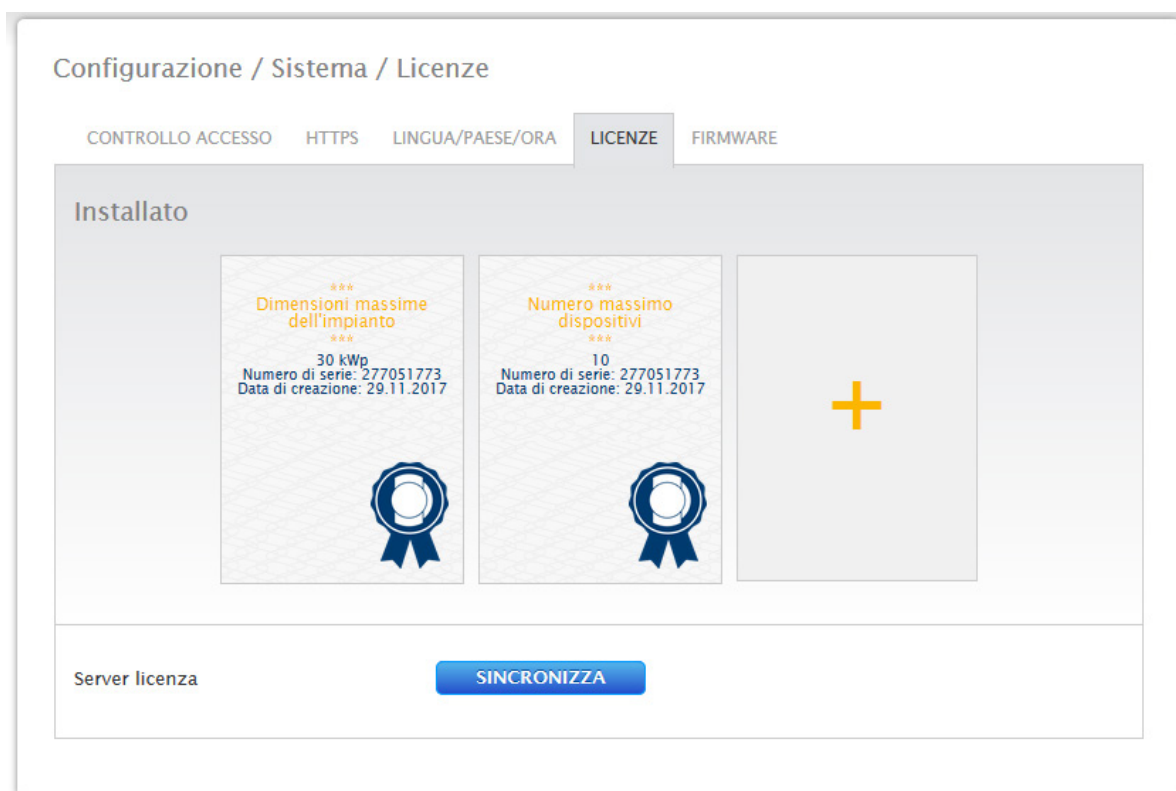 Configurazione / Sistema / Licenze
CONTROLLO ACCESSO HTTPS LINGUA/PAESE/ORA LICENZE FIRMWARE
Installato
***
Dimensioni massime
dell'impianto
***
30 kWp
Numero di serie: 277051773
Data di creazione: 29.11.2017
***
Numero massimo
dispositivi
***
10
Numero di serie: 277051773
Data di creazione: 29.11.2017
+
Server licenza
SINCRONIZZA